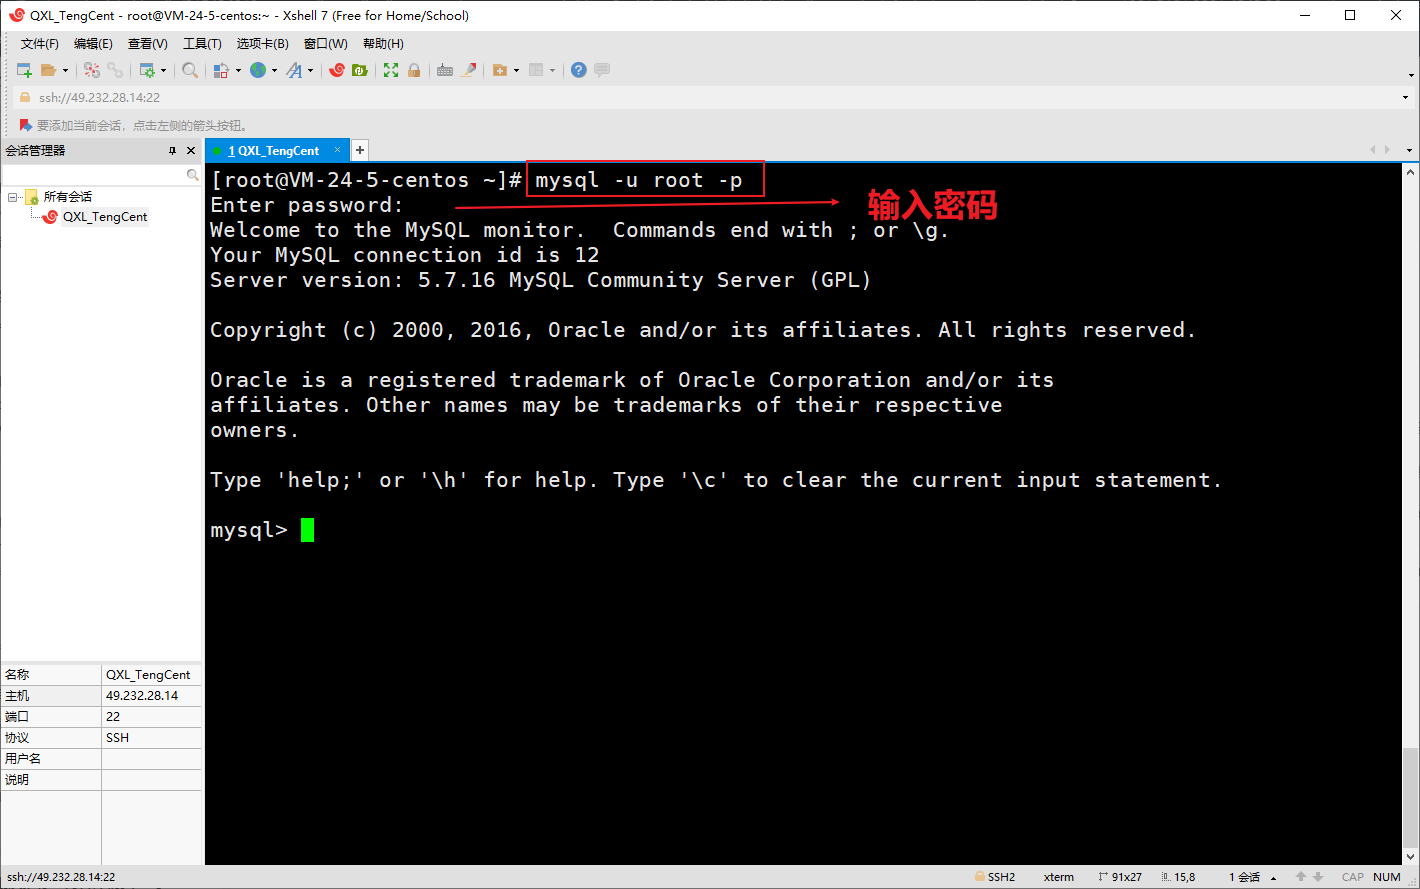 QXL_TengCent - root@VM-24-5-centos:~ - Xshell 7 (Free for Home/School)
文件(F) 编辑(E) 查看(V) 工具(T) 选项卡(B) 窗口(W) 帮助(H)
ssh://49.232.28.14:22
要添加当前会话，点击左侧的箭头按钮。
会话管理器
1 QXL_TengCent
所有会话
QXL_TengCent
[root@VM-24-5-centos ~]# mysql -u root -p
Enter password:
输入密码
Welcome to the MySQL monitor.  Commands end with ; or \g.
Your MySQL connection id is 12
Server version: 5.7.16 MySQL Community Server (GPL)
Copyright (c) 2000, 2016, Oracle and/or its affiliates. All rights reserved.
Oracle is a registered trademark of Oracle Corporation and/or its
affiliates. Other names may be trademarks of their respective
owners.
Type 'help;' or '\h' for help. Type '\c' to clear the current input statement.
mysql>
名称 QXL_TengCent
主机 49.232.28.14
端口 22
协议 SSH
用户名
说明
ssh://49.232.28.14:22 SSH2 xterm 91x27 15,8 1 会话 CAP NUM